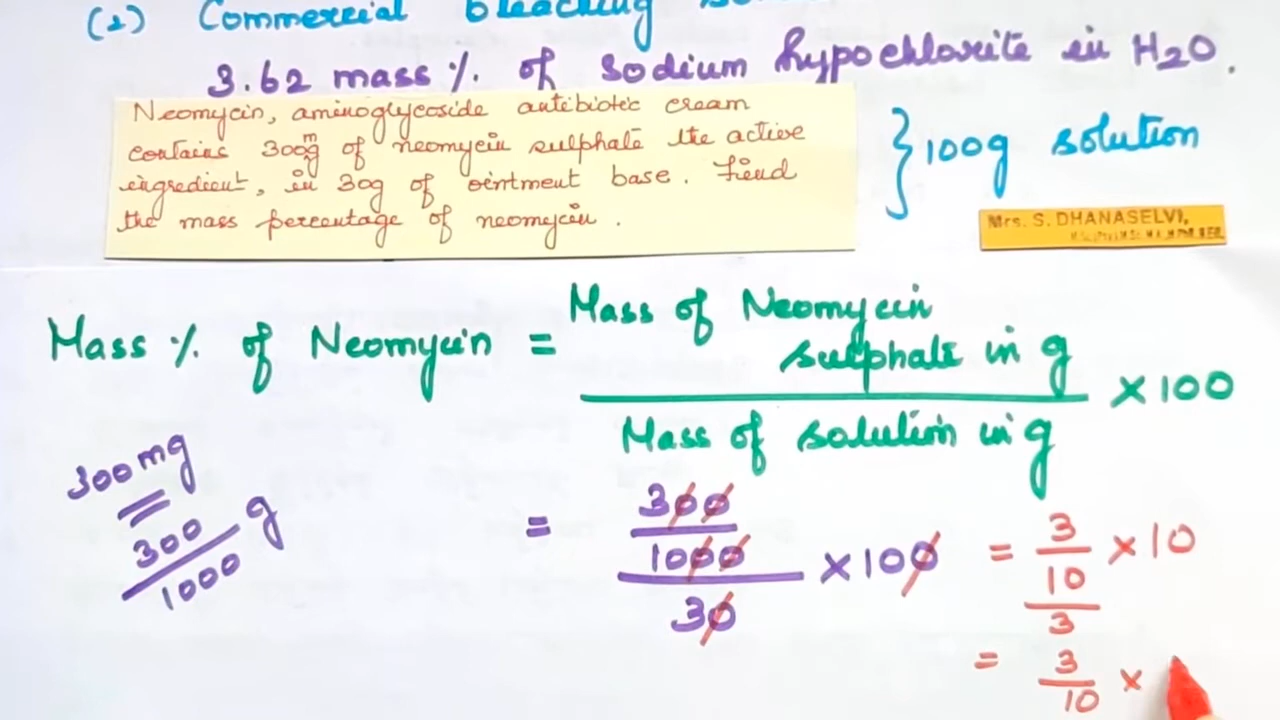 (2) Commercial bleaching
3.62 mass % of sodium hypochlorite in H2O.
Neomycin, aminoglycoside antibiotic cream
contains 300mg of neomycin sulphate the active
ingredient, in 30g of ointment base. Find
the mass percentage of neomycin.
} 100g solution
Mrs. S. DHANASELVI,
Mass % of Neomycin = Mass of Neomycin
sulphate in g
× 100
Mass of solution in g
300 mg
=
300
1000 g
= 300
1000 × 100
30
= 3
10 × 10
3
= 3
10 ×